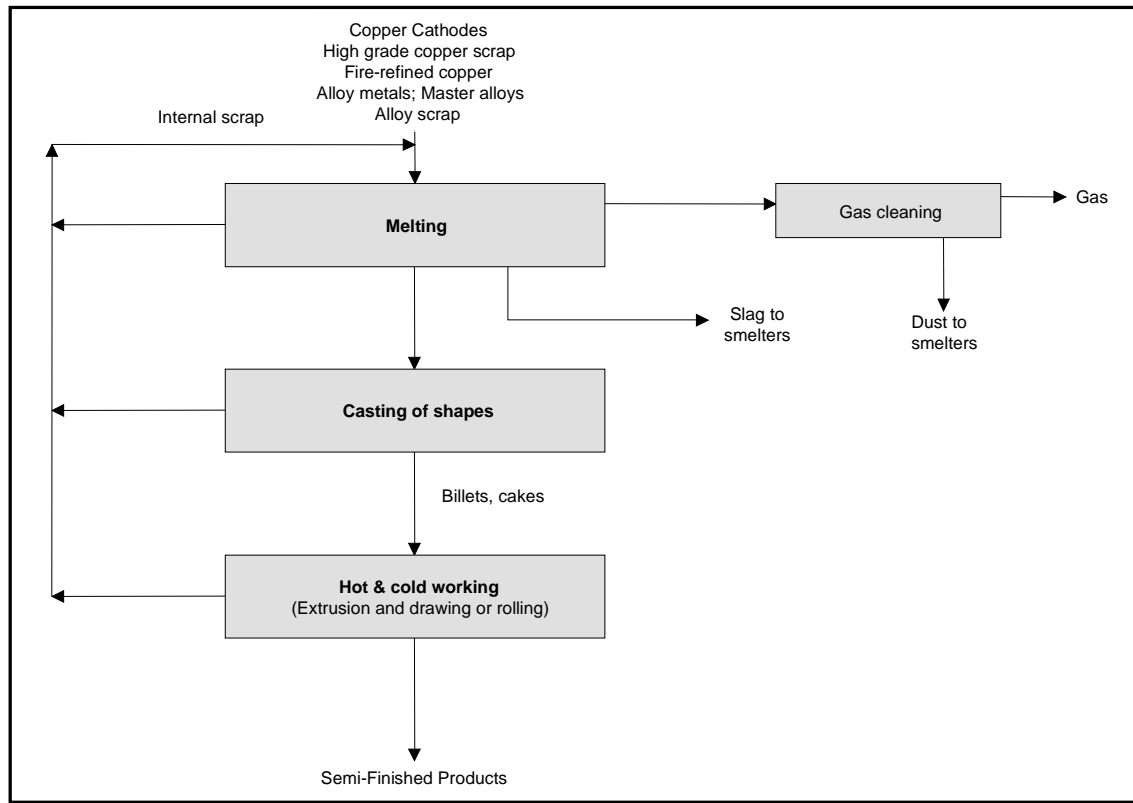 Copper Cathodes
High grade copper scrap
Fire-refined copper
Alloy metals; Master alloys
Alloy scrap
Internal scrap
Melting
Gas cleaning
Gas
Slag to
smelters
Dust to
smelters
Casting of shapes
Billets, cakes
Hot & cold working
(Extrusion and drawing or rolling)
Semi-Finished Products